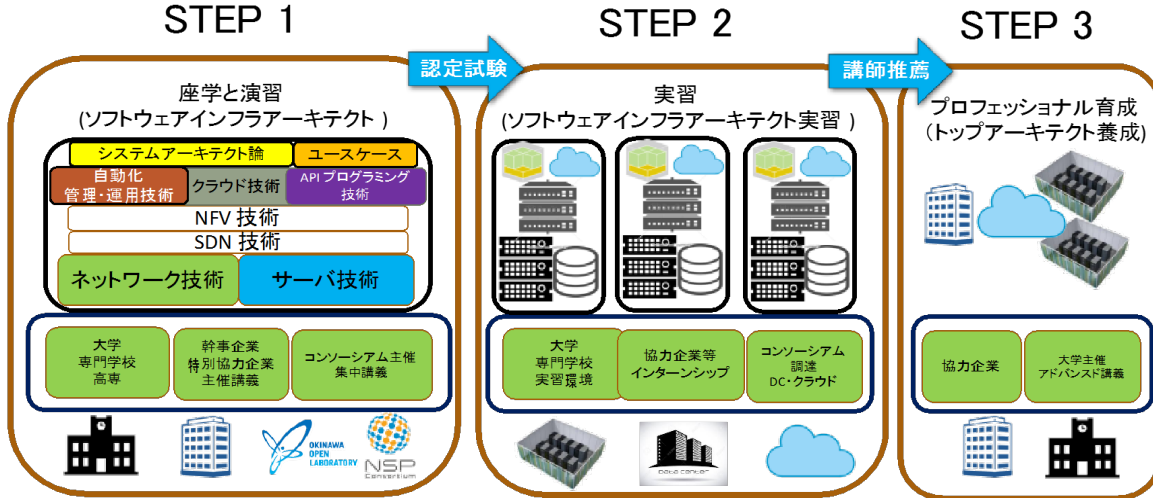 STEP 1
STEP 2
STEP 3
認定試験
講師推薦
座学と演習
(ソフトウェアインフラアーキテクト)
システムアーキテクト論
ユースケース
自動化
管理・運用技術
クラウド技術
API プログラミング
技術
NFV 技術
SDN 技術
ネットワーク技術
サーバ技術
大学
専門学校
高専
幹事企業
特別協力企業
主催講義
コンソーシアム主催
集中講義
OKINAWA
OPEN
LABORATORY
NSP
Consortium
実習
(ソフトウェアインフラアーキテクト実習)
大学
専門学校
実習環境
協力企業等
インターンシップ
コンソーシアム
調達
DC・クラウド
Data center
プロフェッショナル育成
(トップアーキテクト養成)
協力企業
大学主催
アドバンスド講義